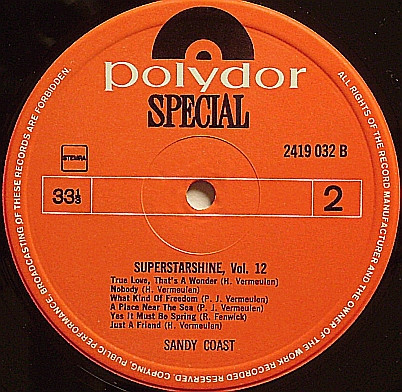 polydor
SPECIAL
STEMRA
2419 032 B
33⅓
2
SUPERSTARSHINE, Vol. 12
True Love, That's A Wonder (H. Vermeulen)
Nobody (H. Vermeulen)
What Kind Of Freedom (P. J. Vermeulen)
A Place Near The Sea (P. J. Vermeulen)
Yes It Must Be Spring (R. Fenwick)
Just A Friend (H. Vermeulen)
SANDY COAST
ALL RIGHTS OF THE RECORD MANUFACTURER AND THE OWNER OF THE WORK RECORDED RESERVED. COPYING, PUBLIC PERFORMANCE, BROADCASTING OF THESE RECORDS ARE FORBIDDEN.